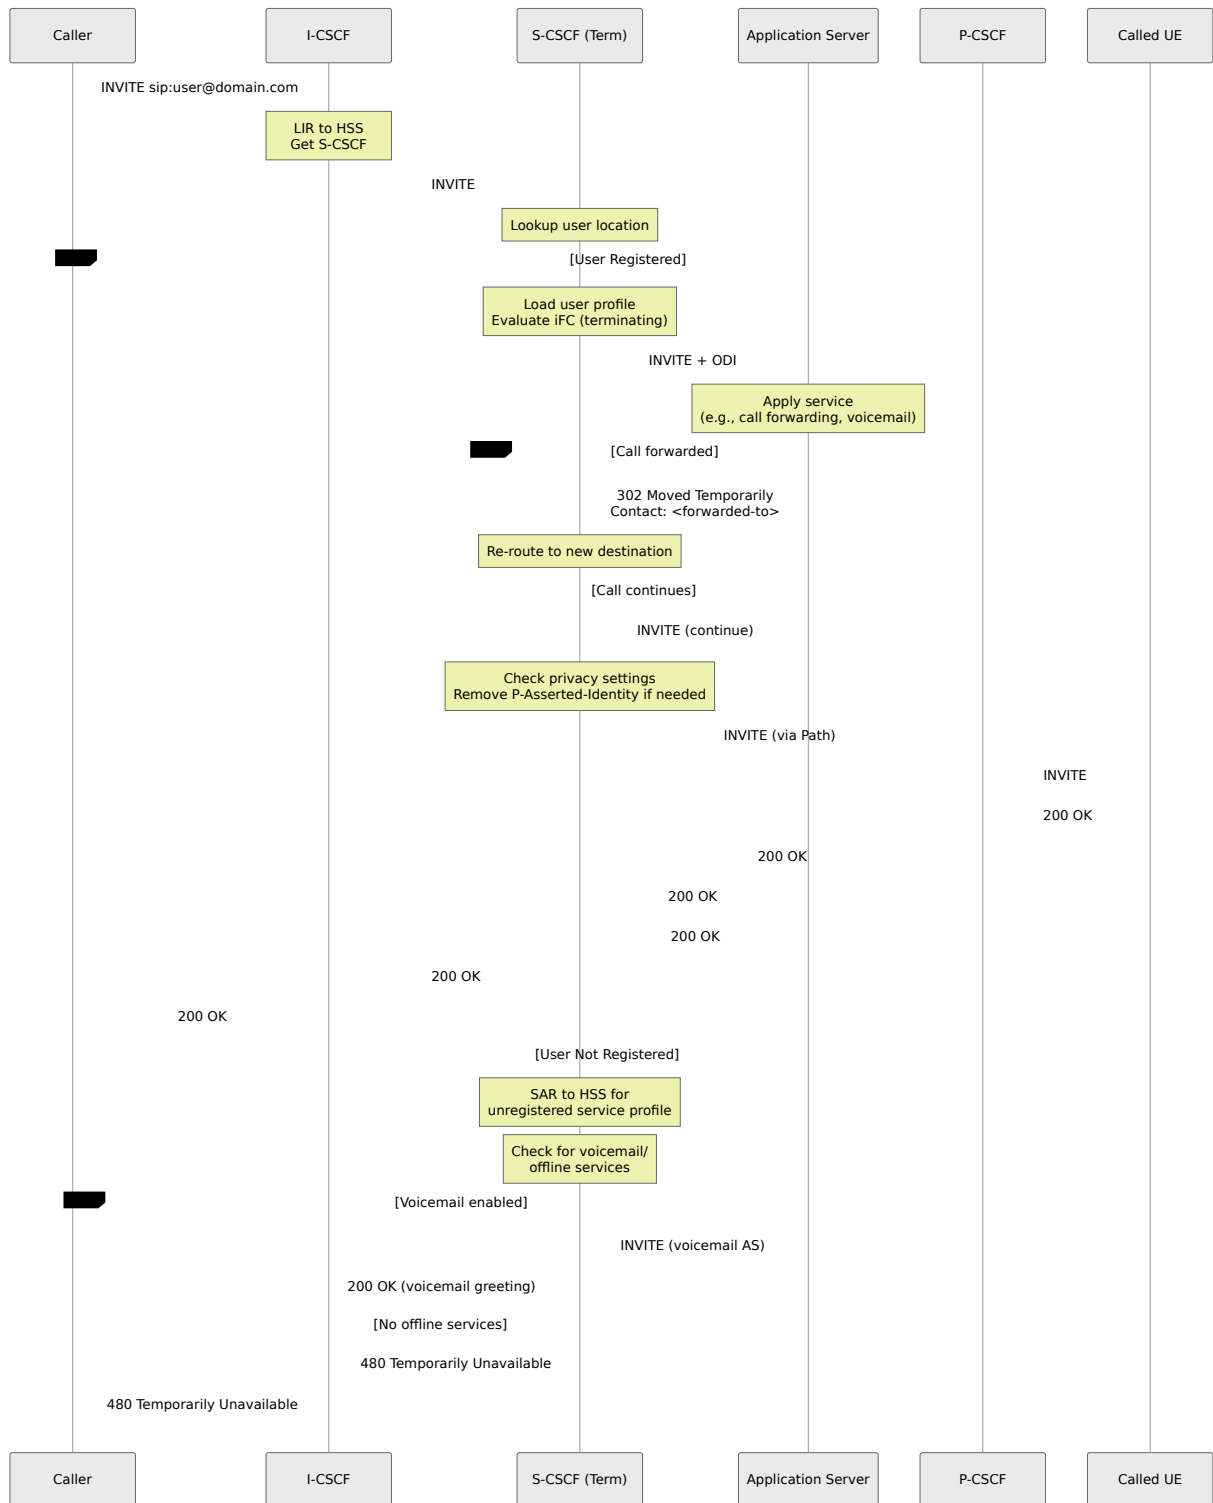 Caller
I-CSCF
S-CSCF (Term)
Application Server
P-CSCF
Called UE
INVITE sip:user@domain.com
LIR to HSS
Get S-CSCF
INVITE
Lookup user location
[User Registered]
Load user profile
Evaluate iFC (terminating)
INVITE + ODI
Apply service
(e.g., call forwarding, voicemail)
[Call forwarded]
302 Moved Temporarily
Contact: <forwarded-to>
Re-route to new destination
[Call continues]
INVITE (continue)
Check privacy settings
Remove P-Asserted-Identity if needed
INVITE (via Path)
INVITE
200 OK
200 OK
200 OK
200 OK
200 OK
200 OK
[User Not Registered]
SAR to HSS for
unregistered service profile
Check for voicemail/
offline services
[Voicemail enabled]
INVITE (voicemail AS)
200 OK (voicemail greeting)
[No offline services]
480 Temporarily Unavailable
480 Temporarily Unavailable
Caller
I-CSCF
S-CSCF (Term)
Application Server
P-CSCF
Called UE